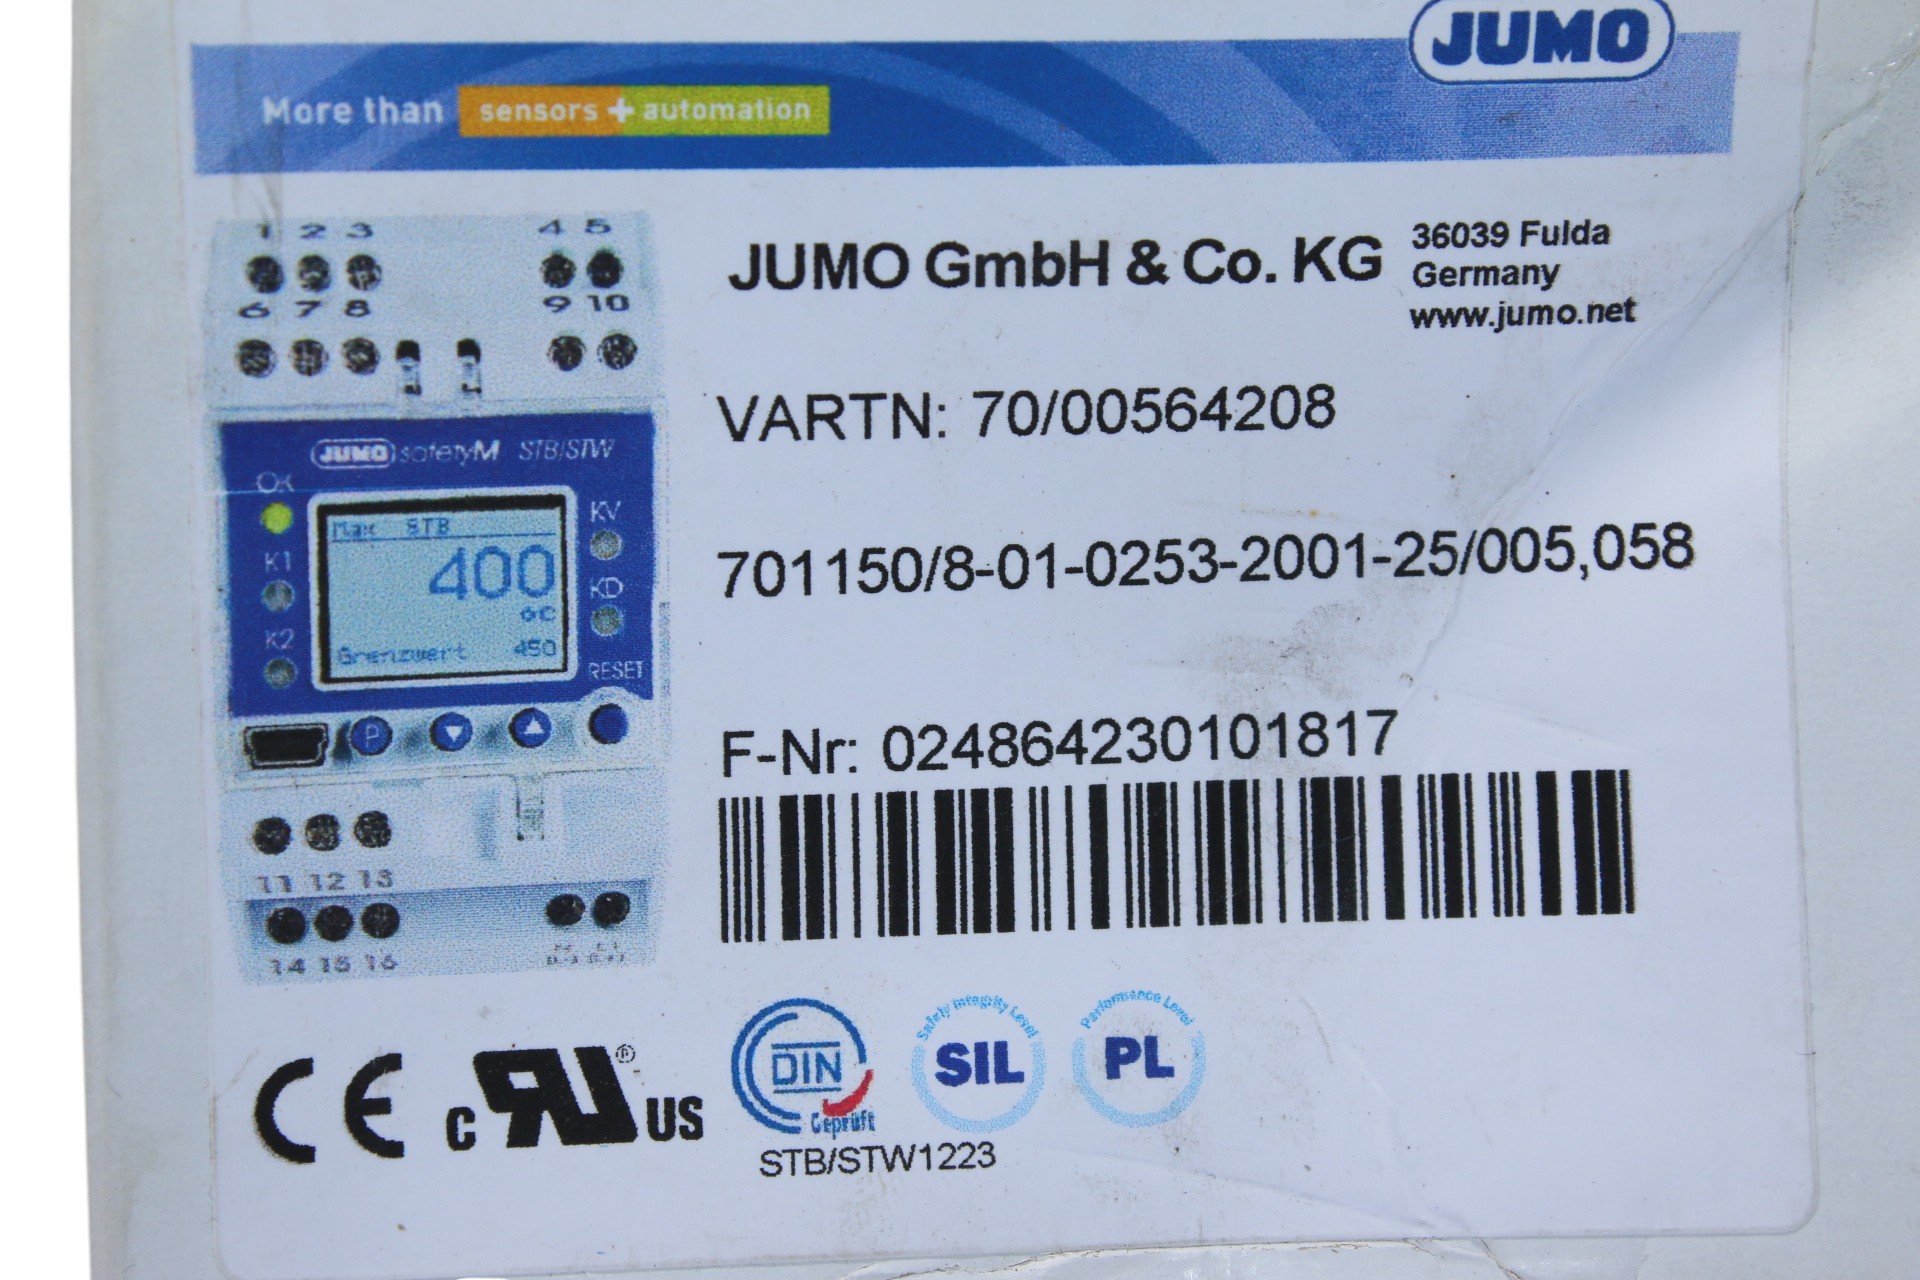 JUMO
More than sensors + automation
JUMO GmbH & Co. KG
36039 Fulda
Germany
www.jumo.net
VARTN: 70/00564208
701150/8-01-0253-2001-25/005,058
F-Nr: 024864230101817
1 2 3 4 5
6 7 8 9 10
JUMO safetyM STB/STW
OK
K1
K2
KV
KD
RESET
Max STB
400
°C
Grenzwert 450
P
11 12 13
14 15 16
CE
c RU ® US
DIN
Geprüft
STB/STW1223
Safety Integrity Level
SIL
Performance Level
PL